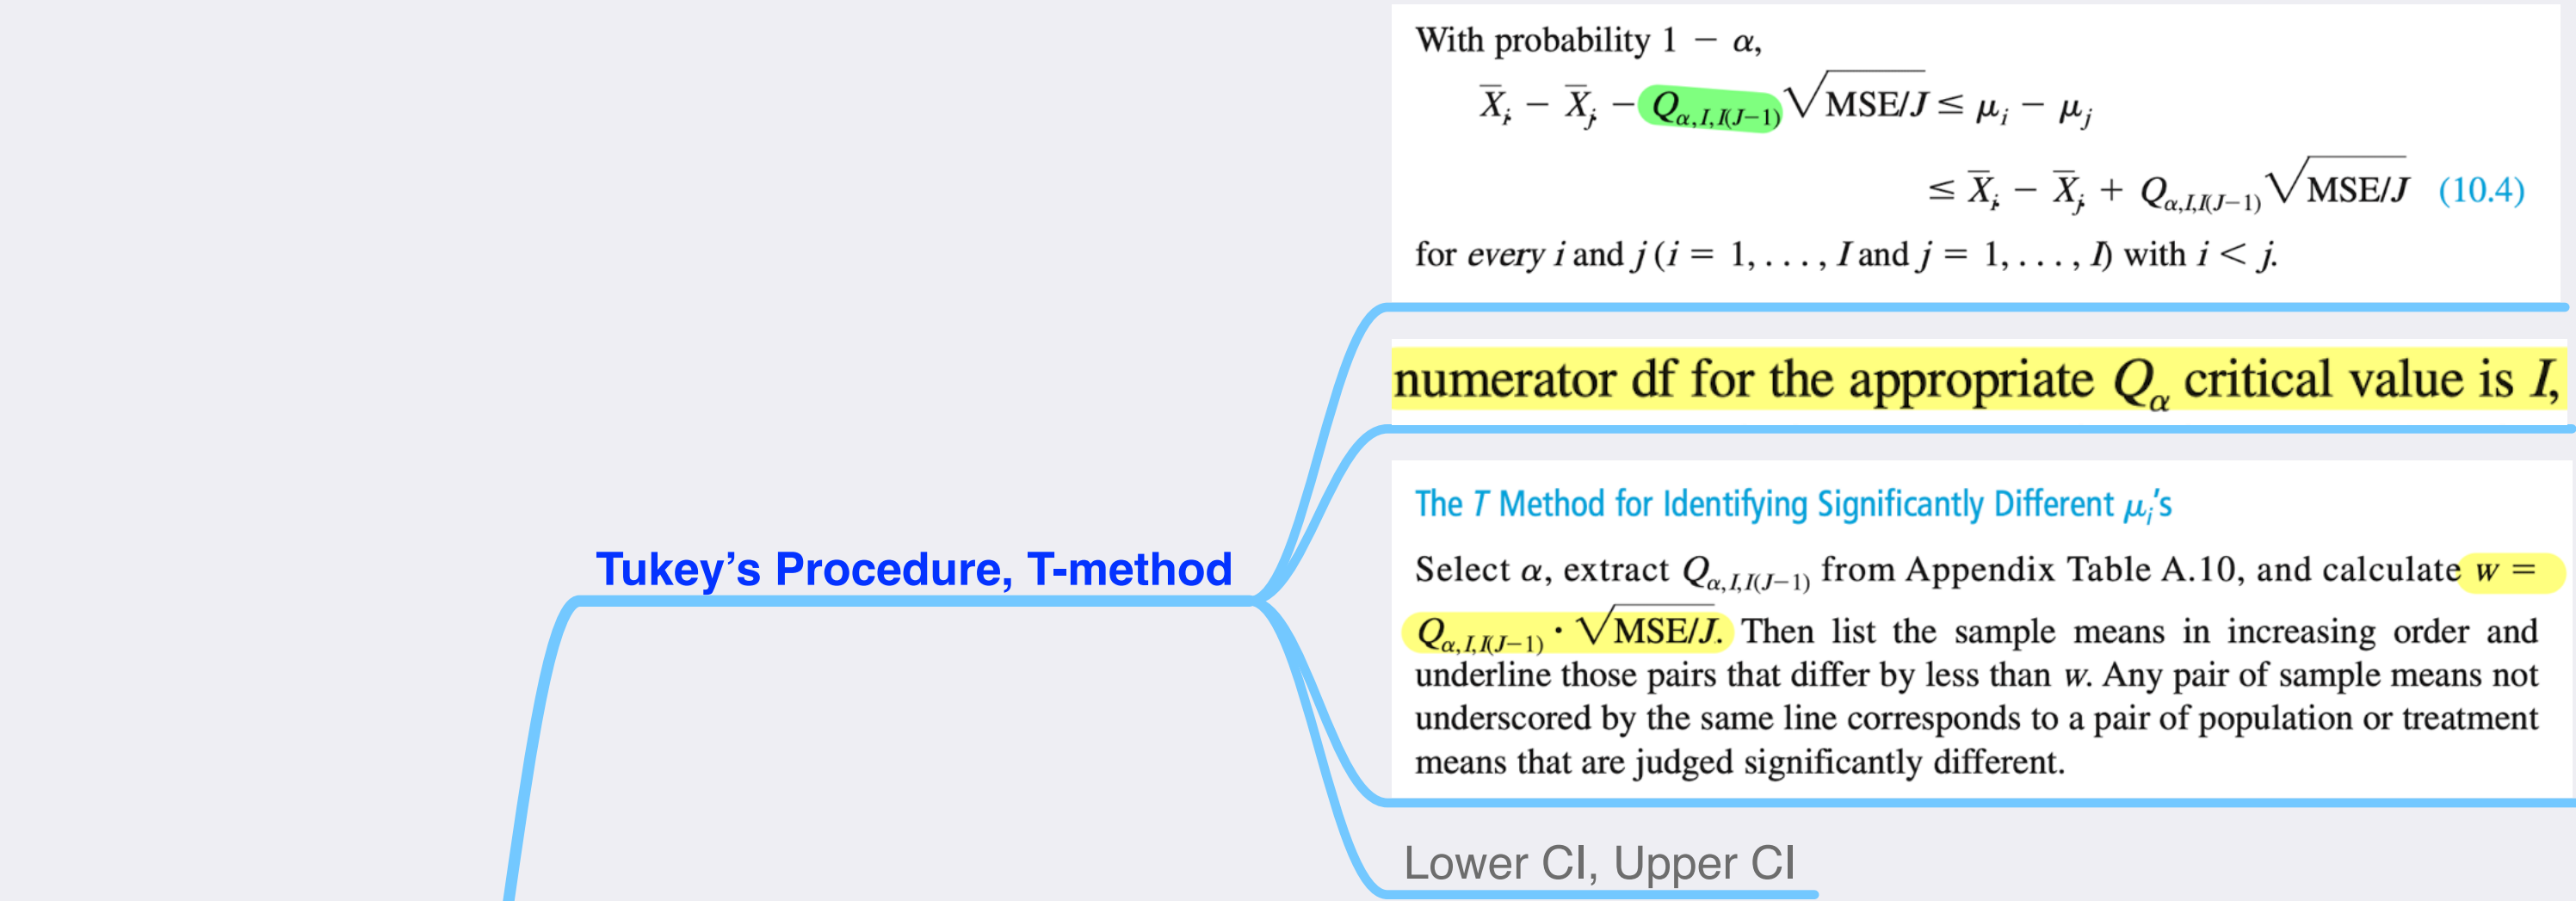 With probability 1 − α,
X̄ᵢ. − X̄ⱼ. − Q_{α,I,I(J−1)}√MSE/J ≤ μᵢ − μⱼ
≤ X̄ᵢ. − X̄ⱼ. + Q_{α,I,I(J−1)}√MSE/J (10.4)
for every i and j (i = 1, . . . , I and j = 1, . . . , I) with i < j.
numerator df for the appropriate Q_α critical value is I,
The T Method for Identifying Significantly Different μᵢ's
Select α, extract Q_{α,I,I(J−1)} from Appendix Table A.10, and calculate w =
Q_{α,I,I(J−1)} · √MSE/J. Then list the sample means in increasing order and
underline those pairs that differ by less than w. Any pair of sample means not
underscored by the same line corresponds to a pair of population or treatment
means that are judged significantly different.
Tukey’s Procedure, T-method
Lower CI, Upper CI